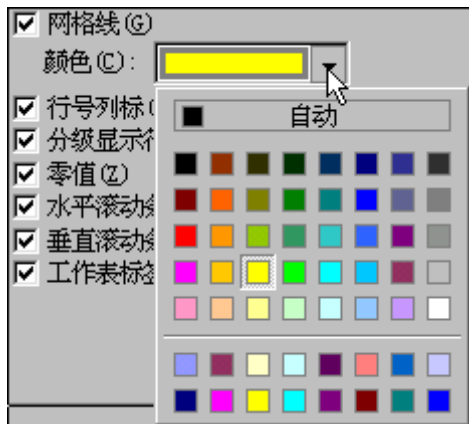 网格线(G)
颜色(C):
行号列标
自动
分级显示
零值(Z)
水平滚动
垂直滚动
工作表标签